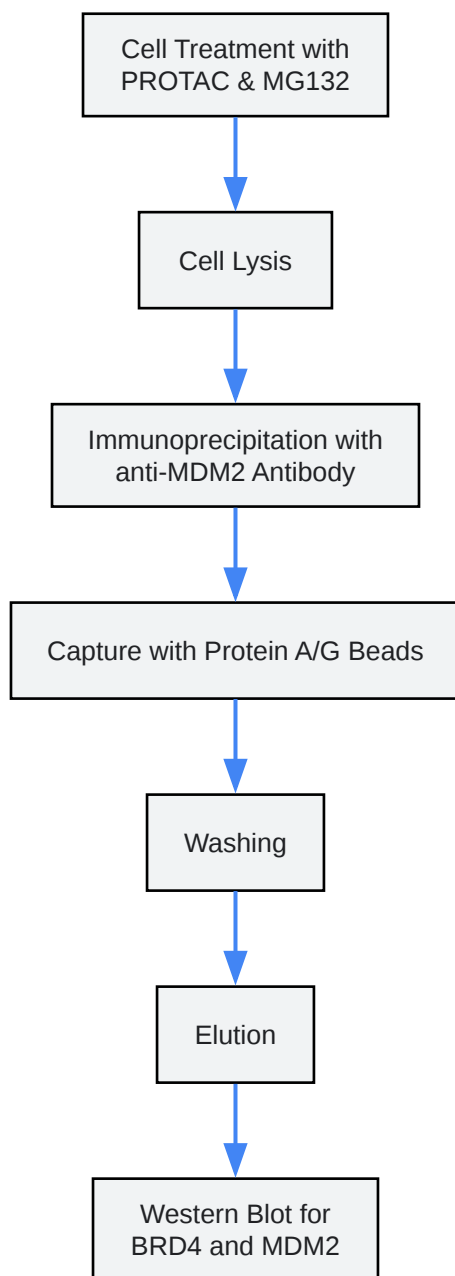 Cell Treatment with
PROTAC & MG132
Cell Lysis
Immunoprecipitation with
anti-MDM2 Antibody
Capture with Protein A/G Beads
Washing
Elution
Western Blot for
BRD4 and MDM2